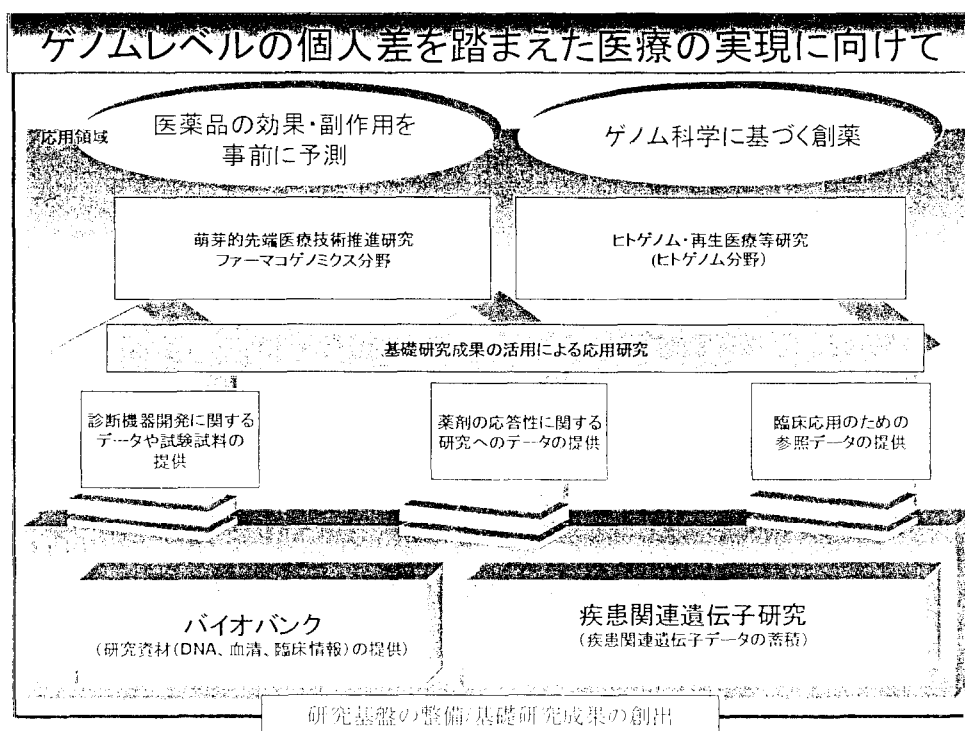 ゲノムレベルの個人差を踏まえた医療の実現に向けて
応用領域
医薬品の効果・副作用を
事前に予測
ゲノム科学に基づく創薬
萌芽的先端医療技術推進研究
ファーマコゲノミクス分野
ヒトゲノム・再生医療等研究
(ヒトゲノム分野)
基礎研究成果の活用による応用研究
診断機器開発に関する
データや試験試料の
提供
薬剤の応答性に関する
研究へのデータの提供
臨床応用のための
参照データの提供
バイオバンク
(研究資材(DNA、血清、臨床情報)の提供)
疾患関連遺伝子研究
(疾患関連遺伝子データの蓄積)
研究基盤の整備/基礎研究成果の創出